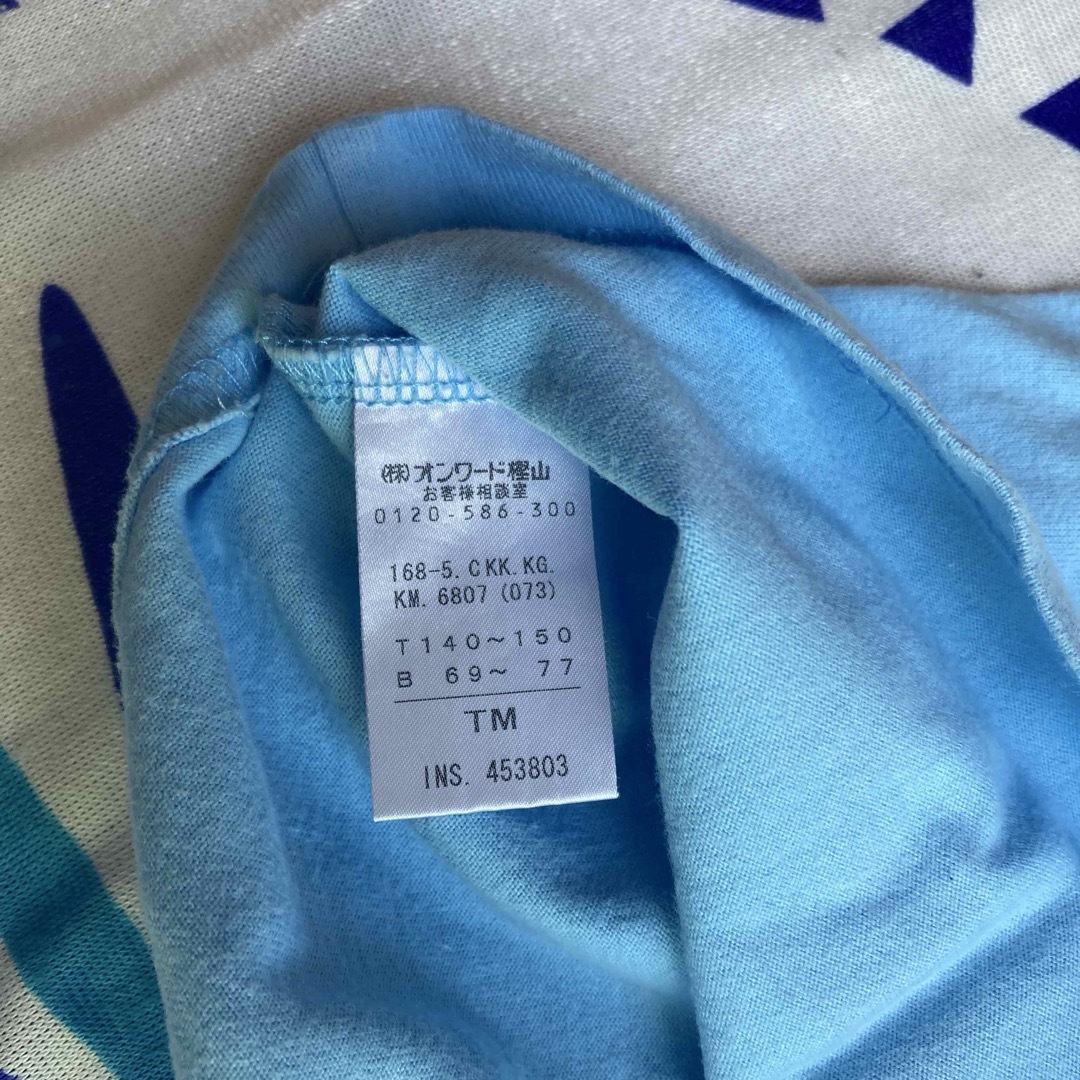 (株)オンワード樫山
お客様相談室
0120-586-300
168-5. CKK. KG.
KM. 6807 (073)
T 140～150
B 69～ 77
TM
INS. 453803